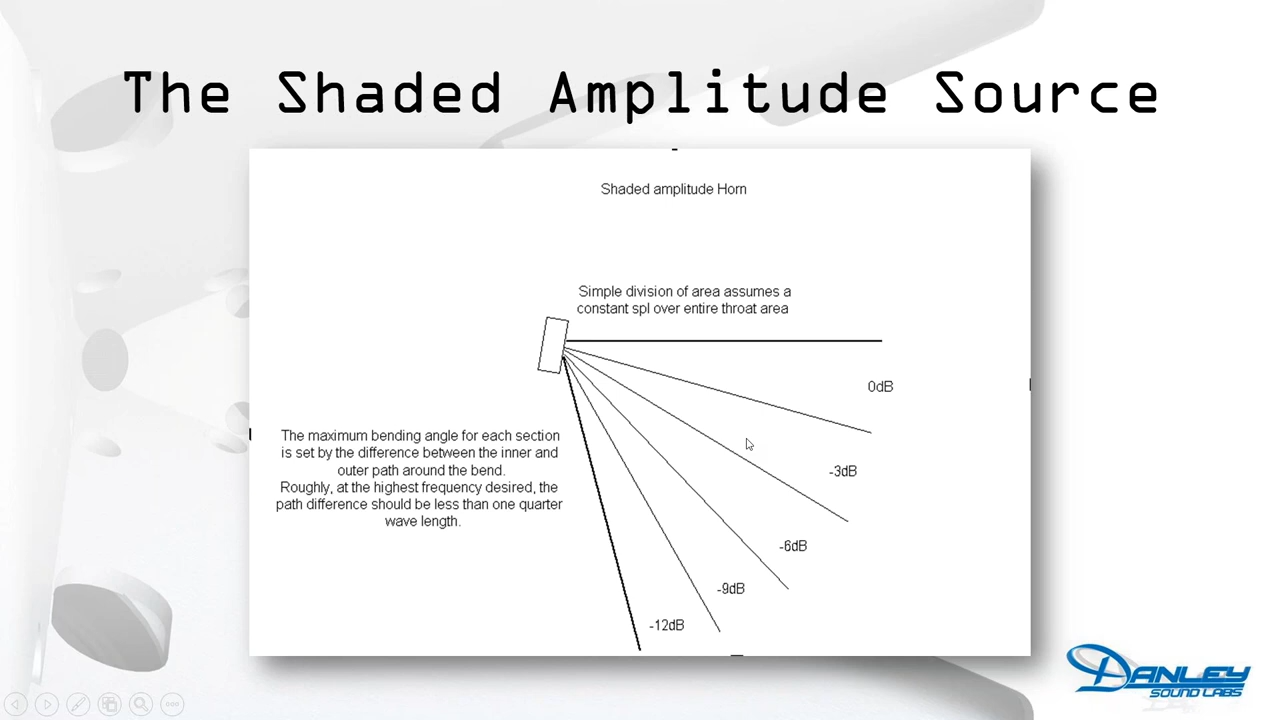 The Shaded Amplitude Source
Shaded amplitude Horn
Simple division of area assumes a
constant spl over entire throat area
0dB
The maximum bending angle for each section
is set by the difference between the inner and
outer path around the bend.
Roughly, at the highest frequency desired, the
path difference should be less than one quarter
wave length.
-3dB
-6dB
-9dB
-12dB
DANLEY
SOUND LABS